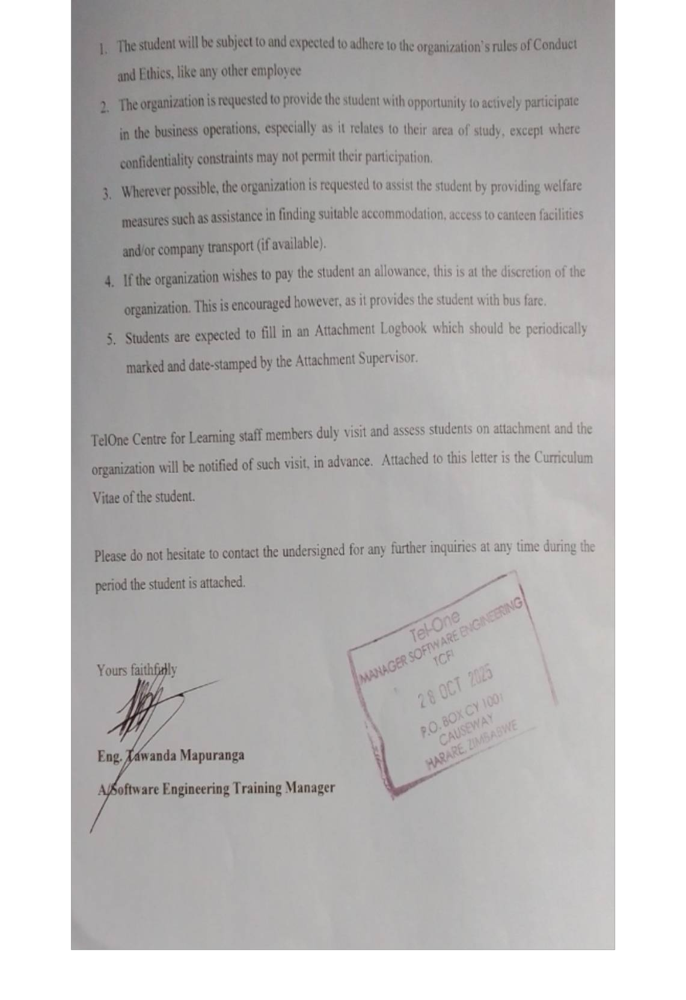 1. The student will be subject to and expected to adhere to the organization's rules of Conduct
and Ethics, like any other employee
2. The organization is requested to provide the student with opportunity to actively participate
in the business operations, especially as it relates to their area of study, except where
confidentiality constraints may not permit their participation.
3. Wherever possible, the organization is requested to assist the student by providing welfare
measures such as assistance in finding suitable accommodation, access to canteen facilities
and/or company transport (if available).
4. If the organization wishes to pay the student an allowance, this is at the discretion of the
organization. This is encouraged however, as it provides the student with bus fare.
5. Students are expected to fill in an Attachment Logbook which should be periodically
marked and date-stamped by the Attachment Supervisor.
TelOne Centre for Learning staff members duly visit and assess students on attachment and the
organization will be notified of such visit, in advance. Attached to this letter is the Curriculum
Vitae of the student.
Please do not hesitate to contact the undersigned for any further inquiries at any time during the
period the student is attached.
Yours faithfully
Eng. Tawanda Mapuranga
A/Software Engineering Training Manager
Tel-One
MANAGER SOFTWARE ENGINEERING
28 OCT 2025
P.O. BOX CY 1001
CAUSEWAY
HARARE, ZIMBABWE